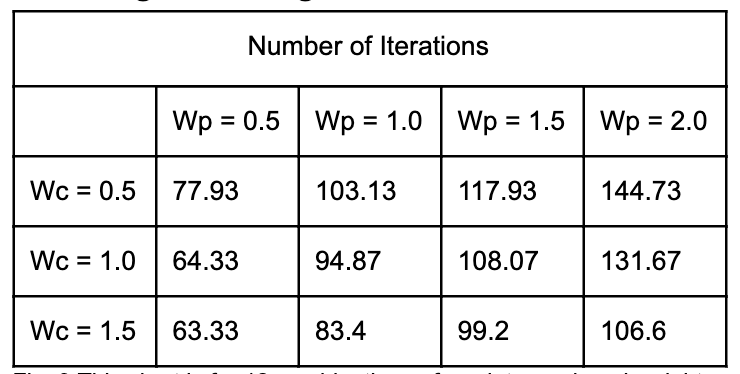 Number of Iterations
Wp = 0.5 Wp = 1.0 Wp = 1.5 Wp = 2.0
Wc = 0.5 77.93 103.13 117.93 144.73
Wc = 1.0 64.33 94.87 108.07 131.67
Wc = 1.5 63.33 83.4 99.2 106.6